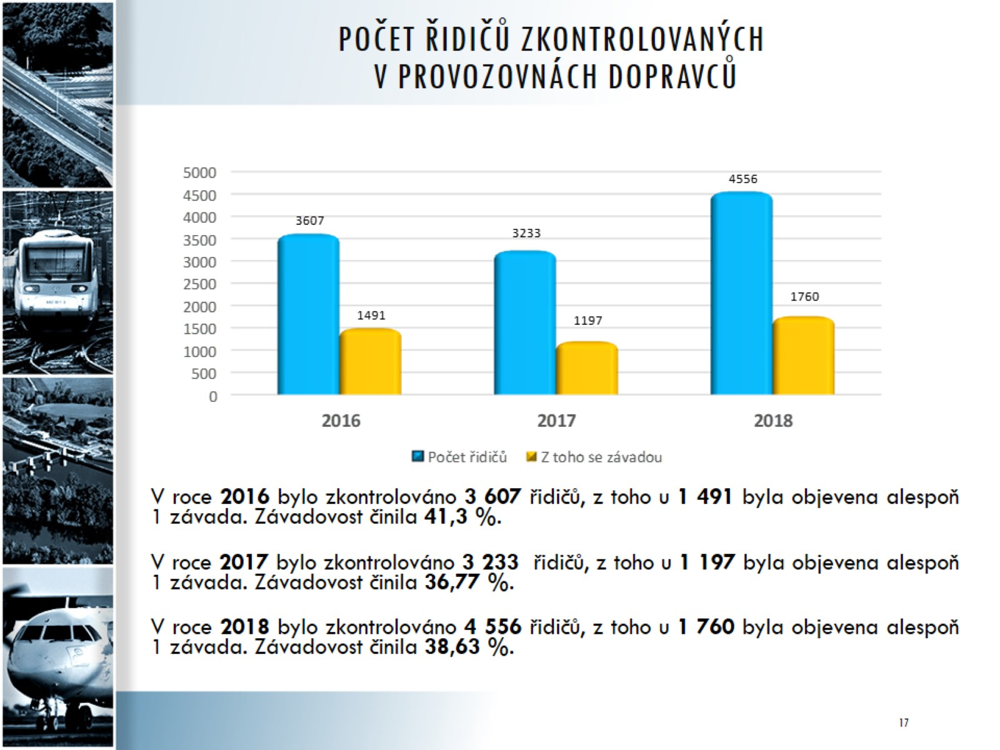 POČET ŘIDIČŮ ZKONTROLOVANÝCH
V PROVOZOVNÁCH DOPRAVCŮ
5000
4500
4000
3500
3000
2500
2000
1500
1000
500
0
3607
1491
3233
1197
4556
1760
2016
2017
2018
Počet řidičů
Z toho se závadou
V roce 2016 bylo zkontrolováno 3 607 řidičů, z toho u 1 491 byla objevena alespoň
1 závada. Závadovost činila 41,3 %.
V roce 2017 bylo zkontrolováno 3 233 řidičů, z toho u 1 197 byla objevena alespoň
1 závada. Závadovost činila 36,77 %.
V roce 2018 bylo zkontrolováno 4 556 řidičů, z toho u 1 760 byla objevena alespoň
1 závada. Závadovost činila 38,63 %.
17